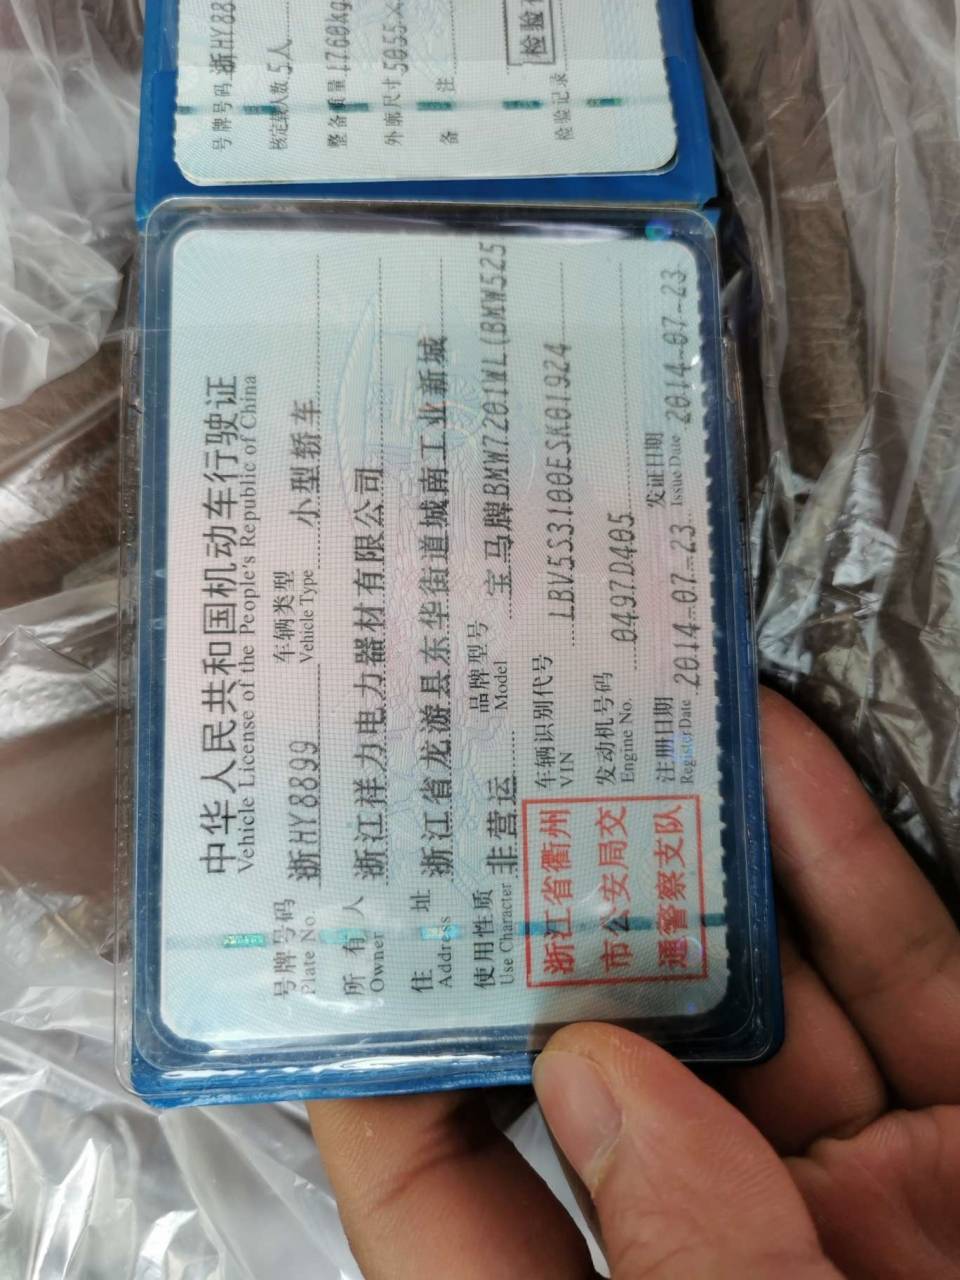 中华人民共和国机动车行驶证
Vehicle License of the People's Republic of China
号牌号码 浙HY8899 车辆类型 小型轿车
Plate No. Vehicle Type
所有人 浙江祥力电力器材有限公司
Owner
住址 浙江省龙游县东华街道城南工业新城
Address
使用性质 非营运 品牌型号 宝马牌BMW7201WL(BMW525
Use Character Model
浙江省衢州
市公安局交
通警察支队
车辆识别代号 LBV5S3100ESK01924
VIN
发动机号码 0497D405
Engine No.
注册日期 2014-07-23 发证日期 2014-07-23
Register Date Issue Date
号牌号码 浙HY88
核定载人数 5人
整备质量 1760kg
外廓尺寸 5055X
备注
检验记录
检验